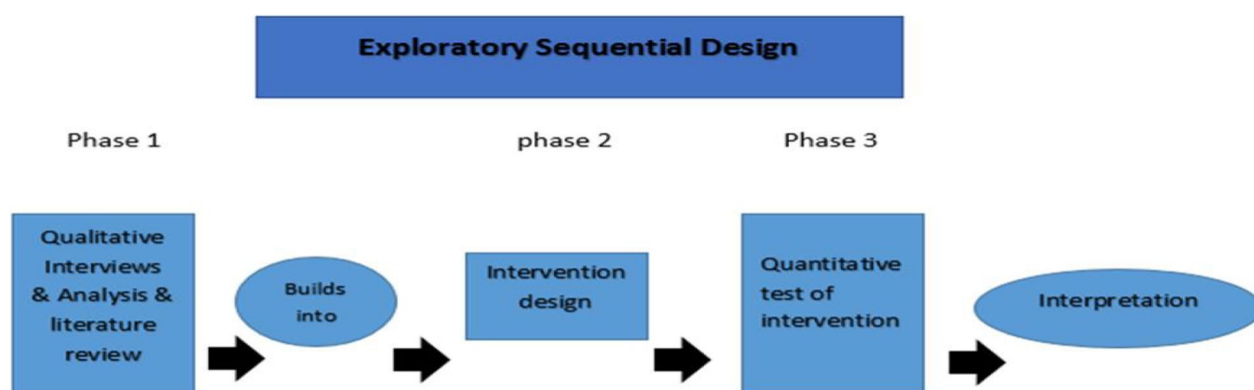 Exploratory Sequential Design
Phase 1
phase 2
Phase 3
Qualitative
Interviews
& Analysis &
literature
review
Builds
into
Intervention
design
Quantitative
test of
intervention
Interpretation